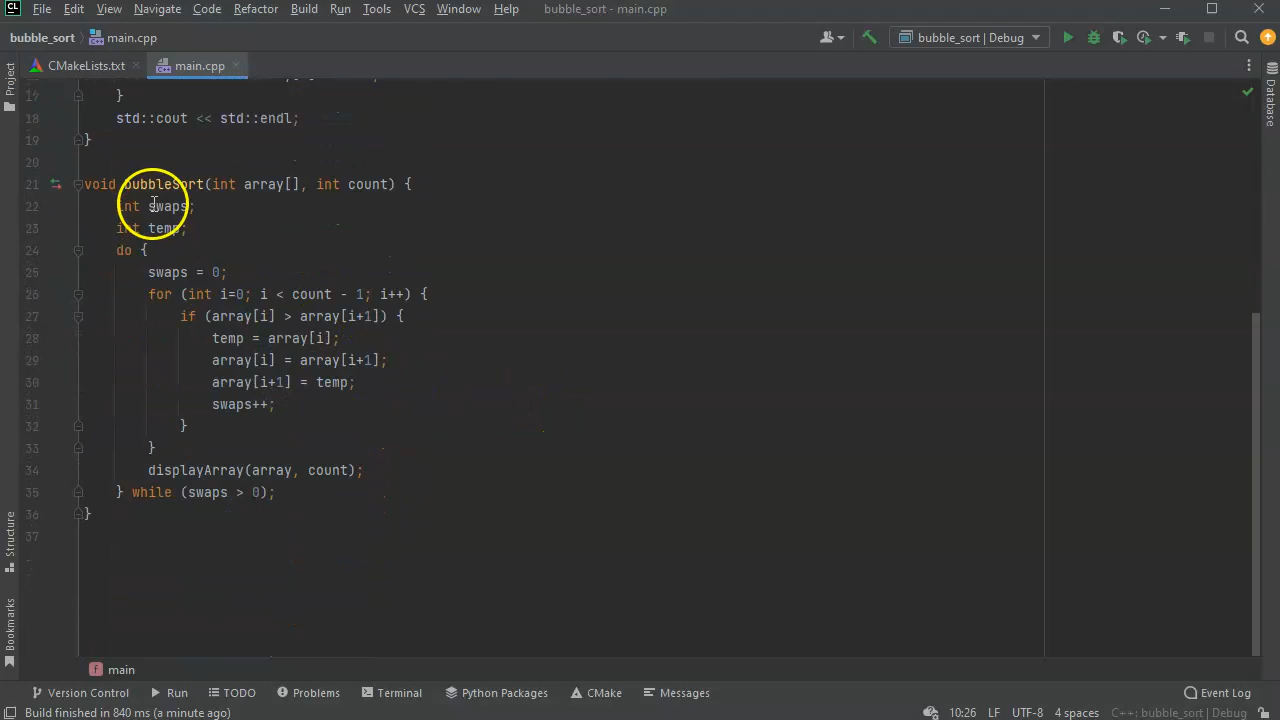 CL File Edit View Navigate Code Refactor Build Run Tools VCS Window Help bubble_sort - main.cpp
bubble_sort main.cpp bubble_sort | Debug
CMakeLists.txt main.cpp
17 }
18 std::cout << std::endl;
19 }
20
21 void bubbleSort(int array[], int count) {
22 int swaps;
23 int temp;
24 do {
25 swaps = 0;
26 for (int i=0; i < count - 1; i++) {
27 if (array[i] > array[i+1]) {
28 temp = array[i];
29 array[i] = array[i+1];
30 array[i+1] = temp;
31 swaps++;
32 }
33 }
34 displayArray(array, count);
35 } while (swaps > 0);
36 }
37
Project
Structure
Bookmarks
Database
f main
Version Control Run TODO Problems Terminal Python Packages CMake Messages Event Log
Build finished in 840 ms (a minute ago) 10:26 LF UTF-8 4 spaces C++: bubble_sort | Debug